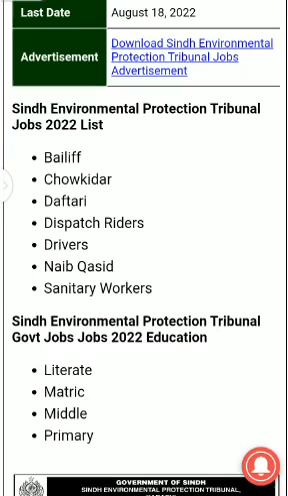 Last Date August 18, 2022
Advertisement Download Sindh Environmental
Protection Tribunal Jobs
Advertisement
Sindh Environmental Protection Tribunal
Jobs 2022 List
Bailiff
Chowkidar
Daftari
Dispatch Riders
Drivers
Naib Qasid
Sanitary Workers
Sindh Environmental Protection Tribunal
Govt Jobs Jobs 2022 Education
Literate
Matric
Middle
Primary
GOVERNMENT OF SINDH
SINDH ENVIRONMENTAL PROTECTION TRIBUNAL,